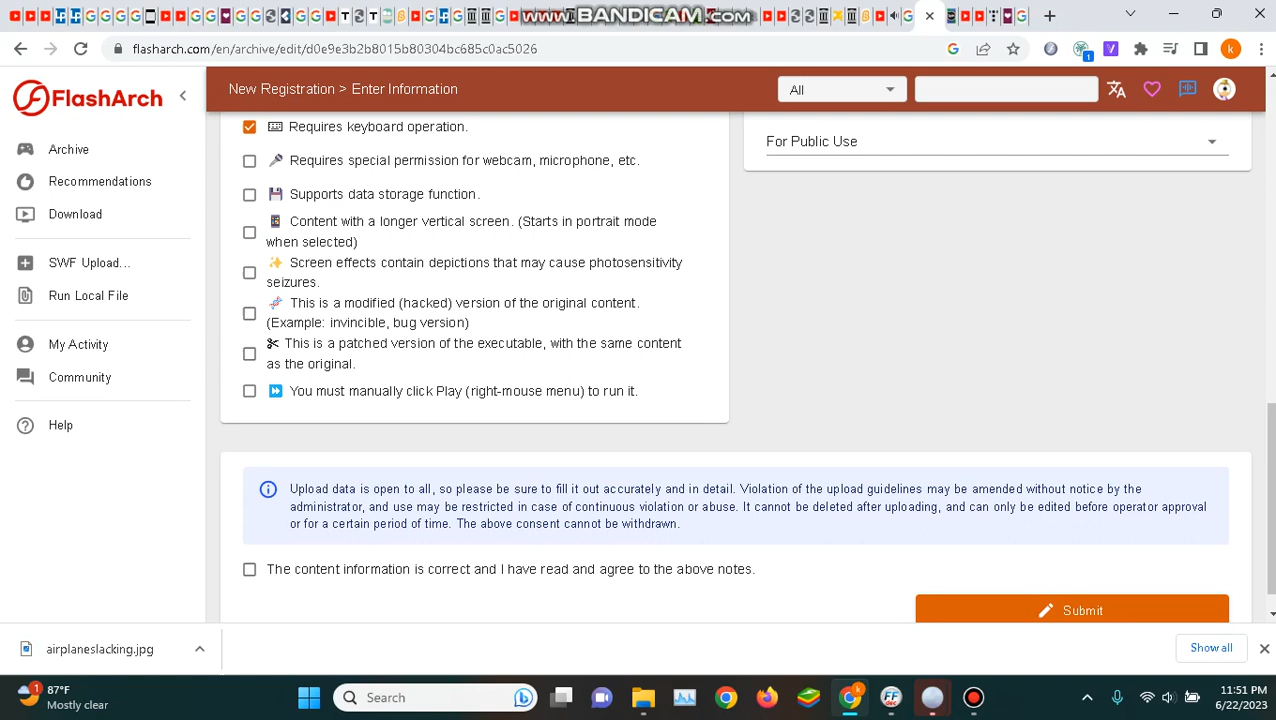 www.BANDICAM.com
flasharch.com/en/archive/edit/d0e9e3b2b8015b80304bc685c0ac5026
1
k
FlashArch
New Registration > Enter Information
All
Requires keyboard operation.
For Public Use
Archive
Requires special permission for webcam, microphone, etc.
Recommendations
Supports data storage function.
Download
Content with a longer vertical screen. (Starts in portrait mode
when selected)
SWF Upload...
Screen effects contain depictions that may cause photosensitivity
seizures.
Run Local File
This is a modified (hacked) version of the original content.
(Example: invincible, bug version)
My Activity
This is a patched version of the executable, with the same content
as the original.
Community
You must manually click Play (right-mouse menu) to run it.
Help
Upload data is open to all, so please be sure to fill it out accurately and in detail. Violation of the upload guidelines may be amended without notice by the
administrator, and use may be restricted in case of continuous violation or abuse. It cannot be deleted after uploading, and can only be edited before operator approval
or for a certain period of time. The above consent cannot be withdrawn.
The content information is correct and I have read and agree to the above notes.
Submit
airplaneslacking.jpg
Show all
1
87°F
Mostly clear
Search
k
FF
dec
11:51 PM
6/22/2023